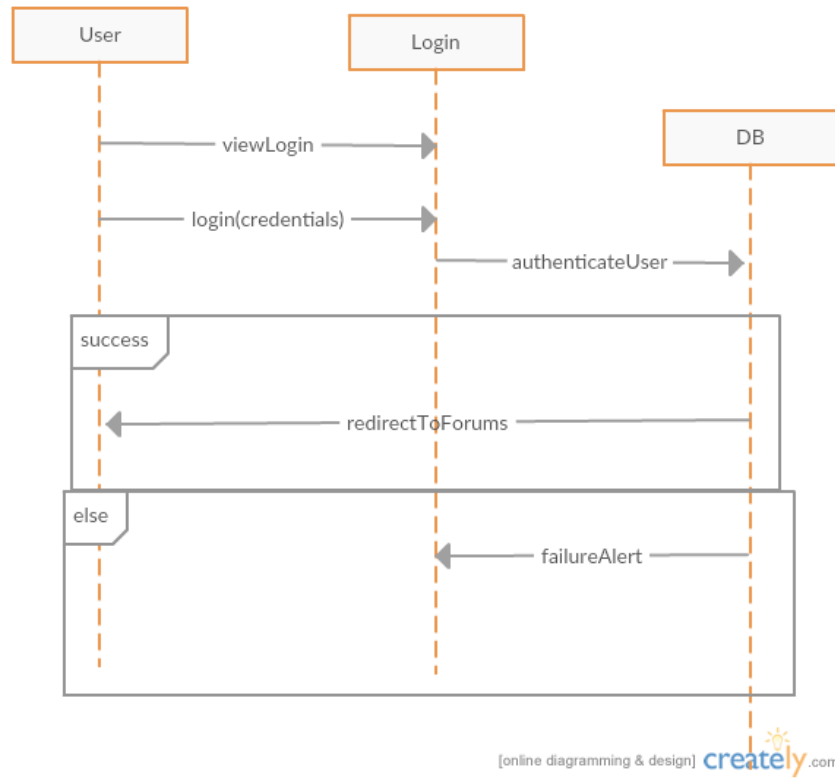 User
Login
DB
viewLogin
login(credentials)
authenticateUser
success
redirectToForums
else
failureAlert
[online diagramming & design] creately.com